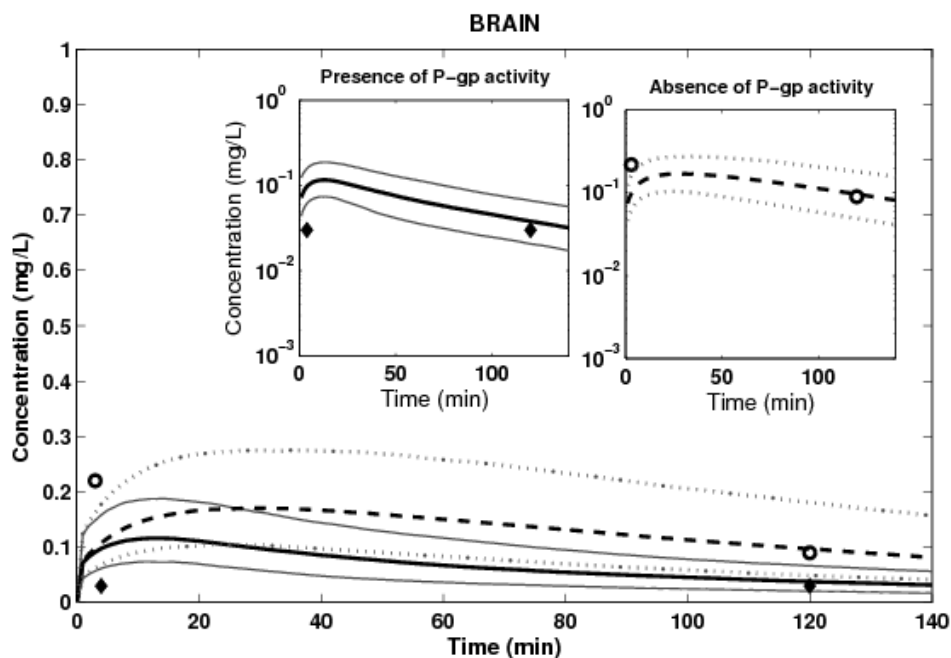 BRAIN
Concentration (mg/L)
1
0.9
0.8
0.7
0.6
0.5
0.4
0.3
0.2
0.1
0
0 20 40 60 80 100 120 140
Time (min)
Presence of P-gp activity
Concentration (mg/L)
10^0
10^-1
10^-2
10^-3
0 50 100
Time (min)
Absence of P-gp activity
10^0
10^-1
10^-2
10^-3
0 50 100
Time (min)